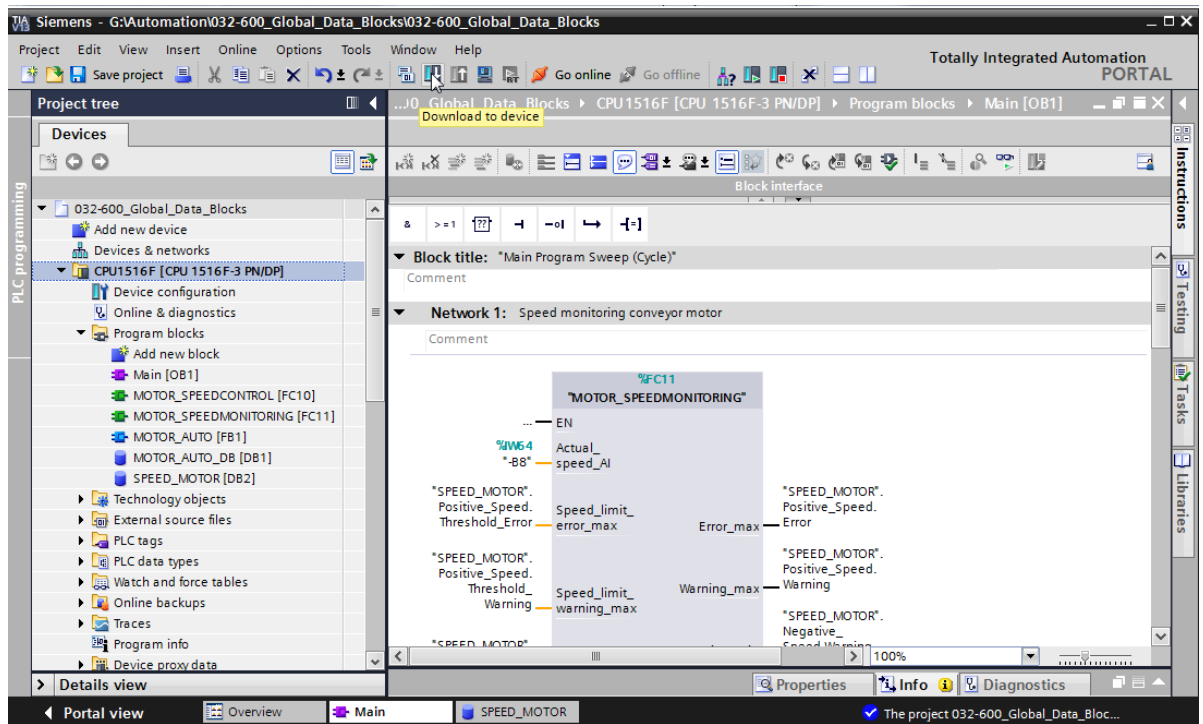 Siemens - G:\Automation\032-600_Global_Data_Blocks\032-600_Global_Data_Blocks
Project Edit View Insert Online Options Tools Window Help
Totally Integrated Automation
PORTAL
Save project
Go online
Go offline
Download to device
Project tree
...00_Global_Data_Blocks CPU1516F [CPU 1516F-3 PN/DP] Program blocks Main [OB1]
Devices
Block interface
PLC programming
032-600_Global_Data_Blocks
Add new device
Devices & networks
CPU1516F [CPU 1516F-3 PN/DP]
Device configuration
Online & diagnostics
Program blocks
Add new block
Main [OB1]
MOTOR_SPEEDCONTROL [FC10]
MOTOR_SPEEDMONITORING [FC11]
MOTOR_AUTO [FB1]
MOTOR_AUTO_DB [DB1]
SPEED_MOTOR [DB2]
Technology objects
External source files
PLC tags
PLC data types
Watch and force tables
Online backups
Traces
Program info
Device proxy data
Details view
& >=1 ??
Block title: "Main Program Sweep (Cycle)"
Comment
Network 1: Speed monitoring conveyor motor
Comment
%FC11
"MOTOR_SPEEDMONITORING"
... EN
%IW64
"-B8"
Actual_
speed_AI
"SPEED_MOTOR".
Positive_Speed.
Threshold_Error
Speed_limit_
error_max
Error_max
"SPEED_MOTOR".
Positive_Speed.
Error
"SPEED_MOTOR".
Positive_Speed.
Threshold_
Warning
Speed_limit_
warning_max
Warning_max
"SPEED_MOTOR".
Positive_Speed.
Warning
"SPEED_MOTOR".
Negative_
Speed.Warning
"SPEED_MOTOR".
100%
Instructions
Testing
Tasks
Libraries
Properties
Info
Diagnostics
Portal view
Overview
Main
SPEED_MOTOR
The project 032-600_Global_Data_Bloc...